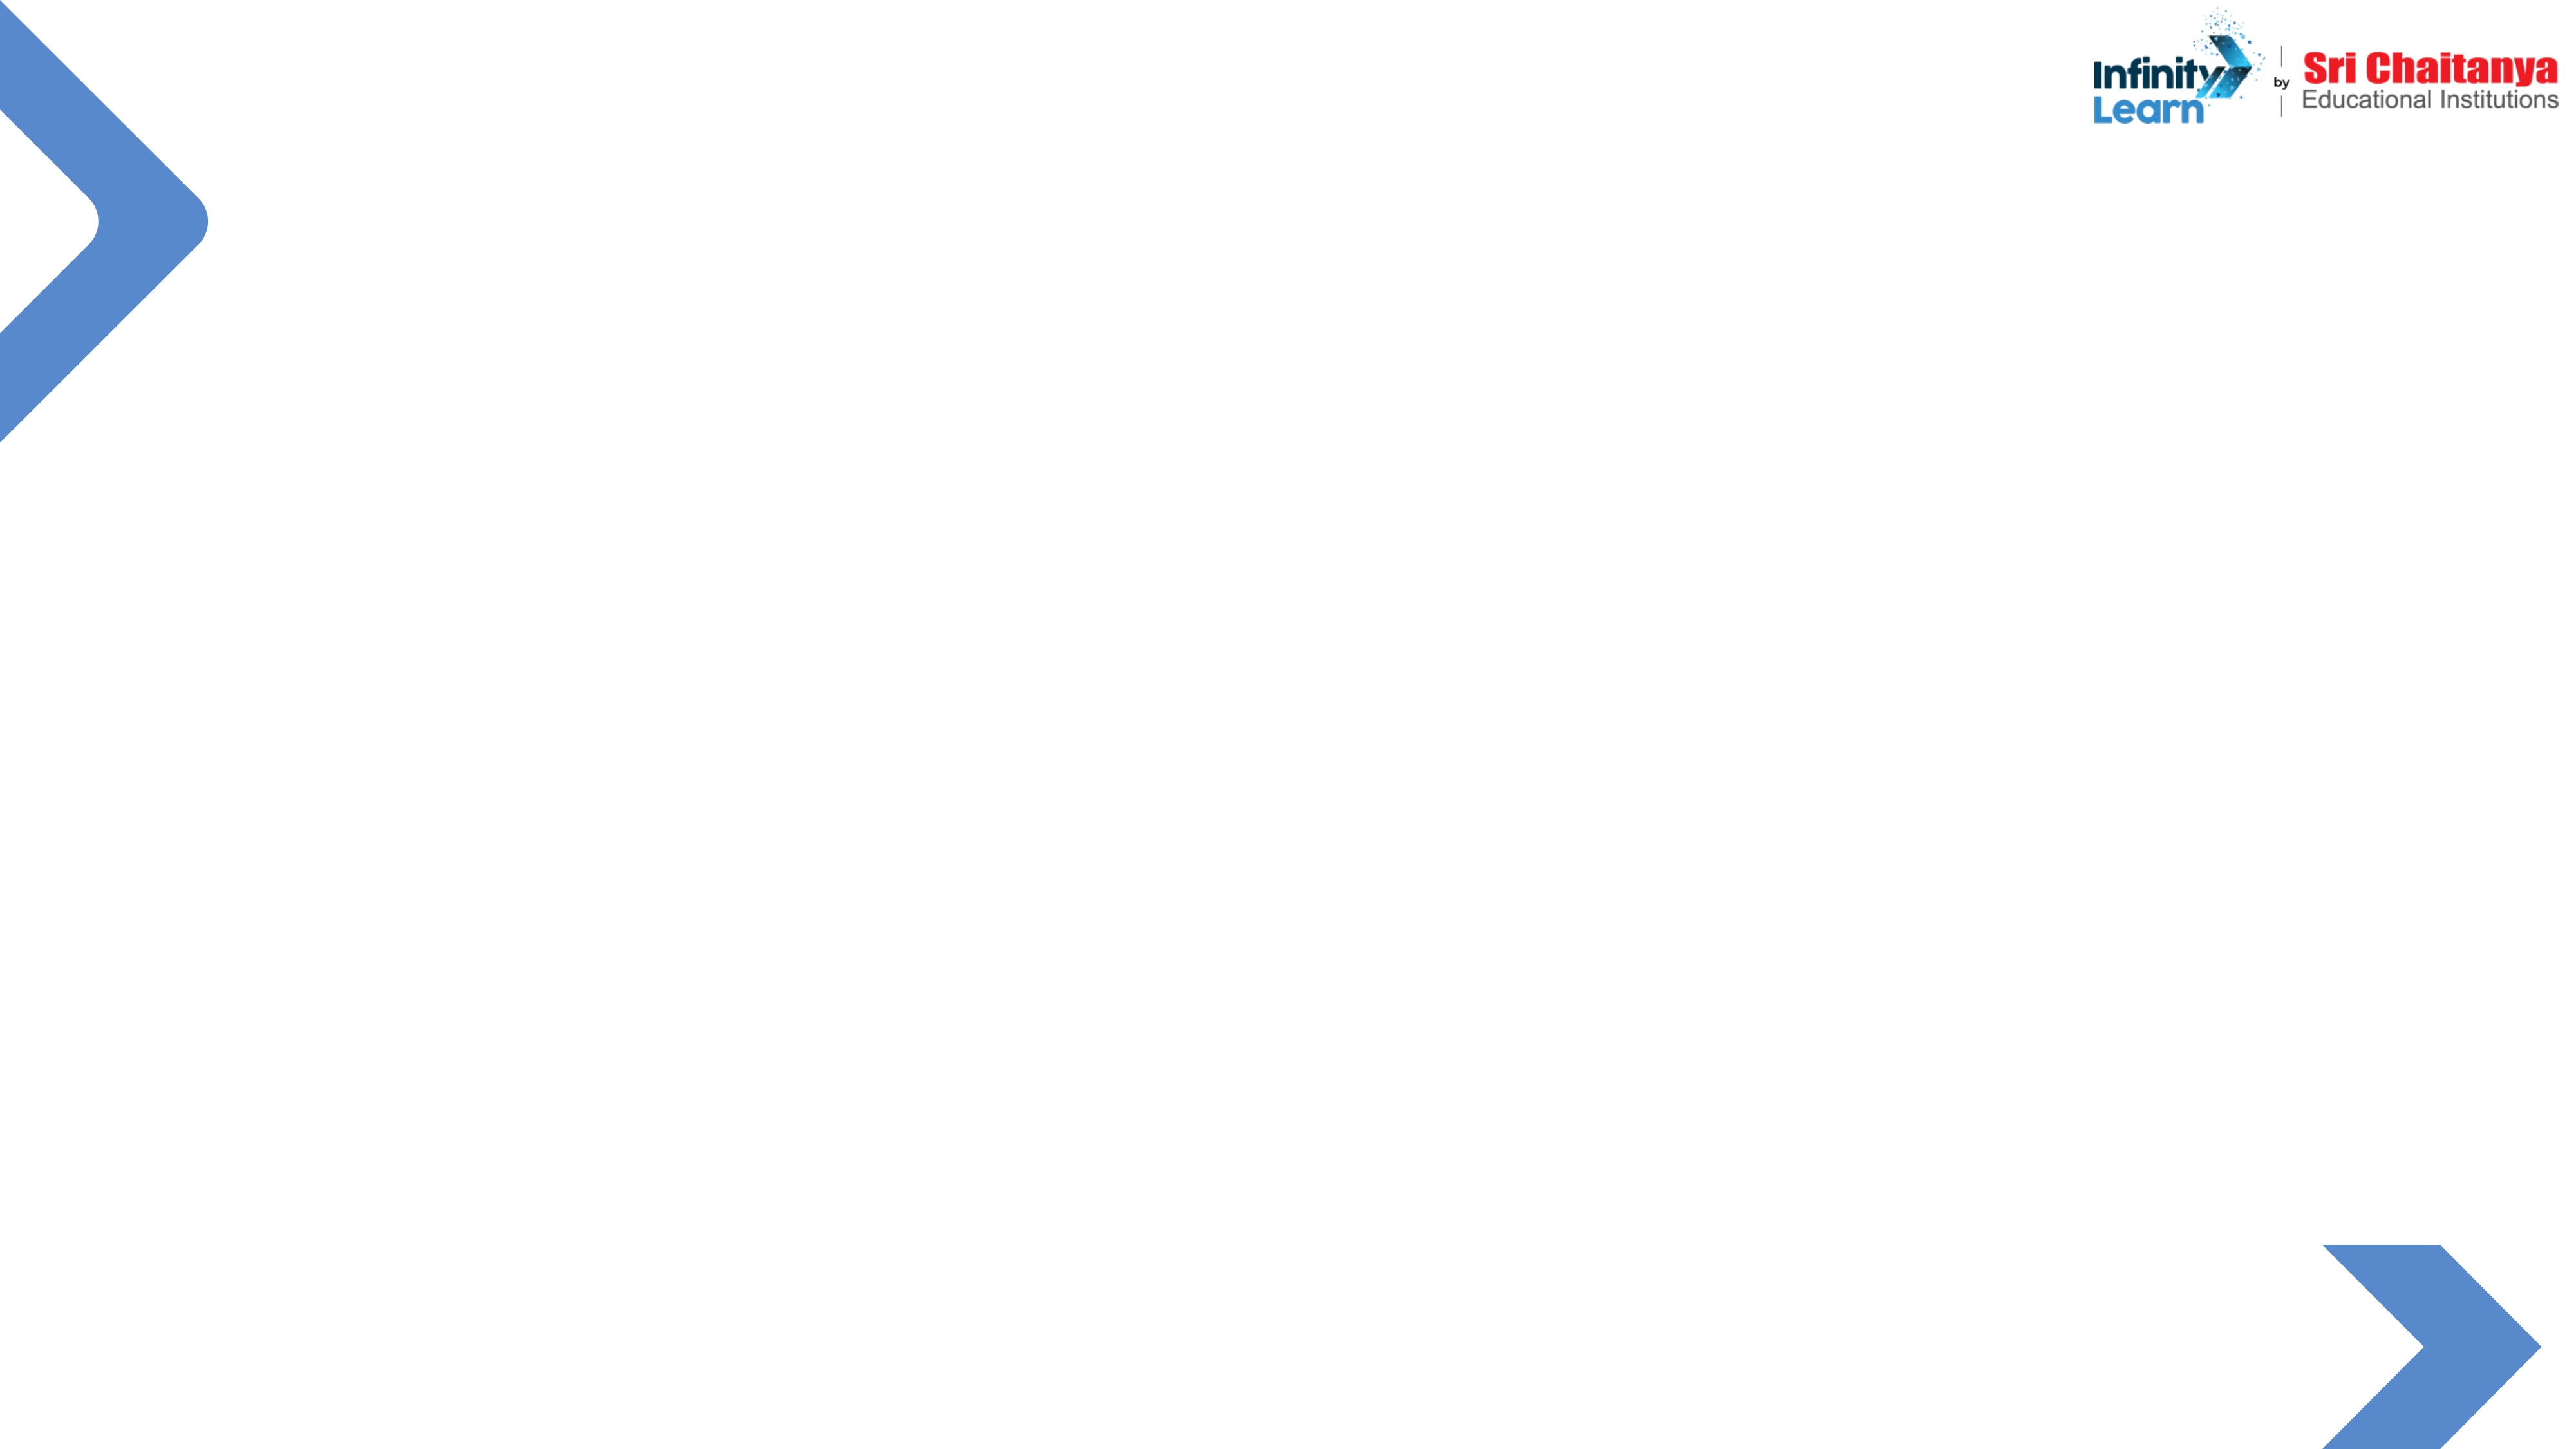 Infinity
Learn
by
Sri Chaitanya
Educational Institutions